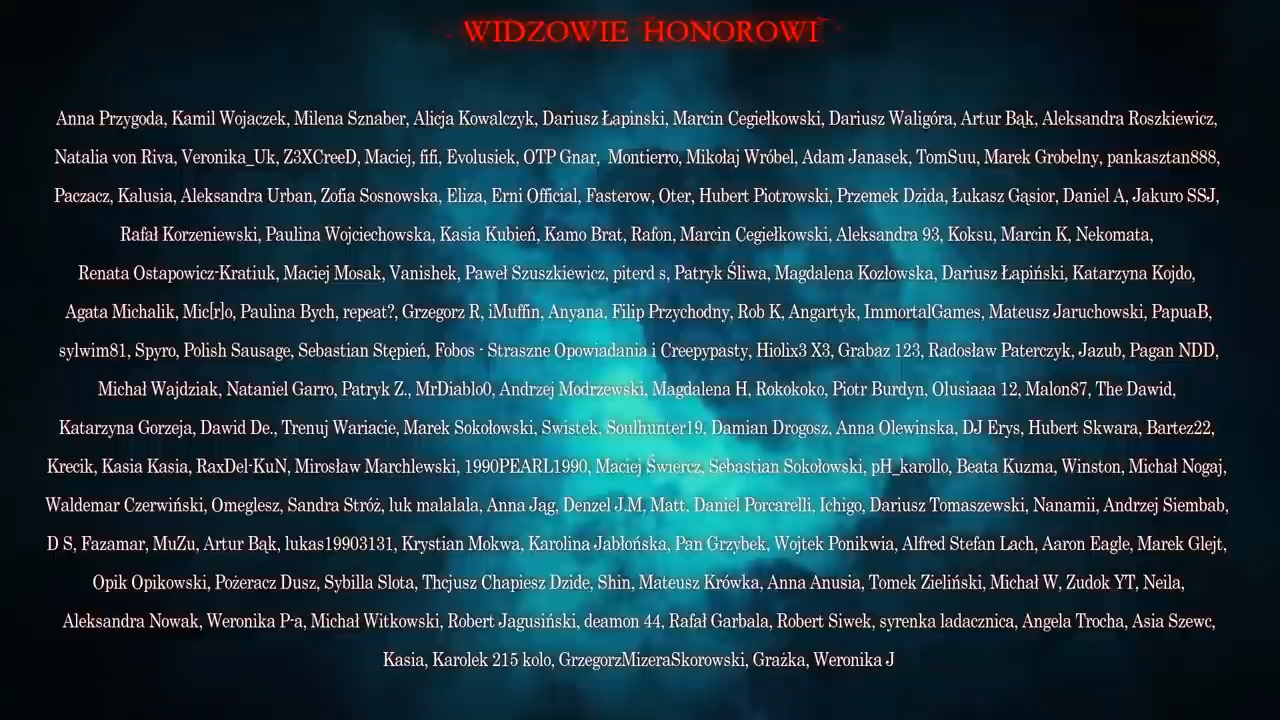 WIDZOWIE HONOROWI
Anna Przygoda, Kamil Wojaczek, Milena Sznaber, Alicja Kowalczyk, Dariusz Łapinski, Marcin Cegiełkowski, Dariusz Waligóra, Artur Bąk, Aleksandra Roszkiewicz,
Natalia von Riva, Veronika_Uk, Z3XCreeD, Maciej, fifi, Evolusiek, OTP Gnar, Montierro, Mikołaj Wróbel, Adam Janasek, TomSuu, Marek Grobelny, pankasztan888,
Paczacz, Kalusia, Aleksandra Urban, Zofia Sosnowska, Eliza, Erni Official, Fasterow, Oter, Hubert Piotrowski, Przemek Dzida, Łukasz Gąsior, Daniel A, Jakuro SSJ,
Rafał Korzeniewski, Paulina Wojciechowska, Kasia Kubień, Kamo Brat, Rafon, Marcin Cegiełkowski, Aleksandra 93, Koksu, Marcin K, Nekomata,
Renata Ostapowicz-Kratiuk, Maciej Mosak, Vanishek, Paweł Szuszkiewicz, piterd s, Patryk Śliwa, Magdalena Kozłowska, Dariusz Łapiński, Katarzyna Kojdo,
Agata Michalik, Mic[r]o, Paulina Bych, repeat?, Grzegorz R, iMuffin, Anyana, Filip Przychodny, Rob K, Angartyk, ImmortalGames, Mateusz Jaruchowski, PapuaB,
sylwim81, Spyro, Polish Sausage, Sebastian Stępień, Fobos - Straszne Opowiadania i Creepypasty, Hiolix3 X3, Grabaz 123, Radosław Paterczyk, Jazub, Pagan NDD,
Michał Wajdziak, Nataniel Garro, Patryk Z., MrDiablo0, Andrzej Modrzewski, Magdalena H, Rokokoko, Piotr Burdyn, Olusiaaa 12, Malon87, The Dawid,
Katarzyna Gorzeja, Dawid De., Trenuj Wariacie, Marek Sokołowski, Swistek, Soulhunter19, Damian Drogosz, Anna Olewinska, DJ Erys, Hubert Skwara, Bartez22,
Krecik, Kasia Kasia, RaxDel-KuN, Mirosław Marchlewski, 1990PEARL1990, Maciej Świercz, Sebastian Sokołowski, pH_karollo, Beata Kuzma, Winston, Michał Nogaj,
Waldemar Czerwiński, Omeglesz, Sandra Stróż, luk malalala, Anna Jąg, Denzel J.M, Matt, Daniel Porcarelli, Ichigo, Dariusz Tomaszewski, Nanamii, Andrzej Siembab,
D S, Fazamar, MuZu, Artur Bąk, lukas19903131, Krystian Mokwa, Karolina Jabłońska, Pan Grzybek, Wojtek Ponikwia, Alfred Stefan Lach, Aaron Eagle, Marek Glejt,
Opik Opikowski, Pożeracz Dusz, Sybilla Slota, Thcjusz Chapiesz Dzide, Shin, Mateusz Krówka, Anna Anusia, Tomek Zieliński, Michał W, Zudok YT, Neila,
Aleksandra Nowak, Weronika P-a, Michał Witkowski, Robert Jagusiński, deamon 44, Rafał Garbala, Robert Siwek, syrenka ladacznica, Angela Trocha, Asia Szewc,
Kasia, Karolek 215 kolo, GrzegorzMizeraSkorowski, Grażka, Weronika J